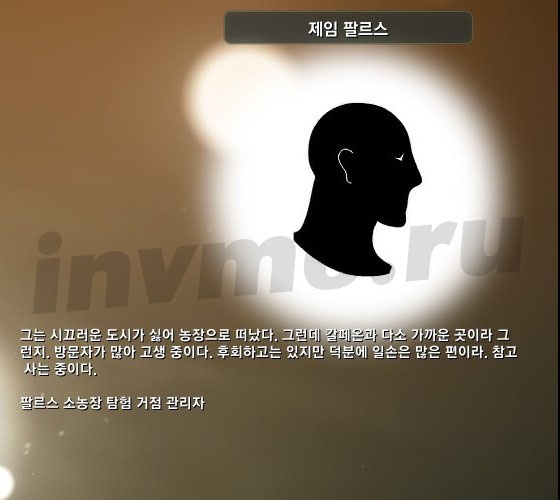 제임 팔르스
invmo.ru
그는 시끄러운 도시가 싫어 농장으로 떠났다. 그런데 칼페온과 다소 가까운 곳이라 그
런지. 방문자가 많아 고생 중이다. 후회하고는 있지만 덕분에 일손은 많은 편이라. 참고
사는 중이다.
팔르스 소농장 탐험 거점 관리자